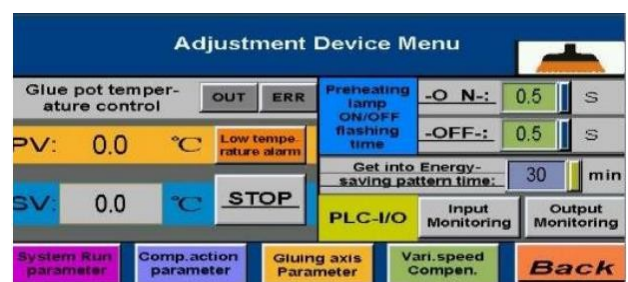 Adjustment Device Menu
Glue pot temper-
ature control
OUT
ERR
Preheating
lamp
ON/OFF
flashing
time
-O N-:
0.5
S
-OFF-:
0.5
S
PV:
0.0
°C
Low tempe-
rature alarm
Get into Energy-
saving pattern time:
30
min
SV:
0.0
°C
STOP
PLC-I/O
Input
Monitoring
Output
Monitoring
System Run
parameter
Comp.action
parameter
Gluing axis
Parameter
Vari.speed
Compen.
Back